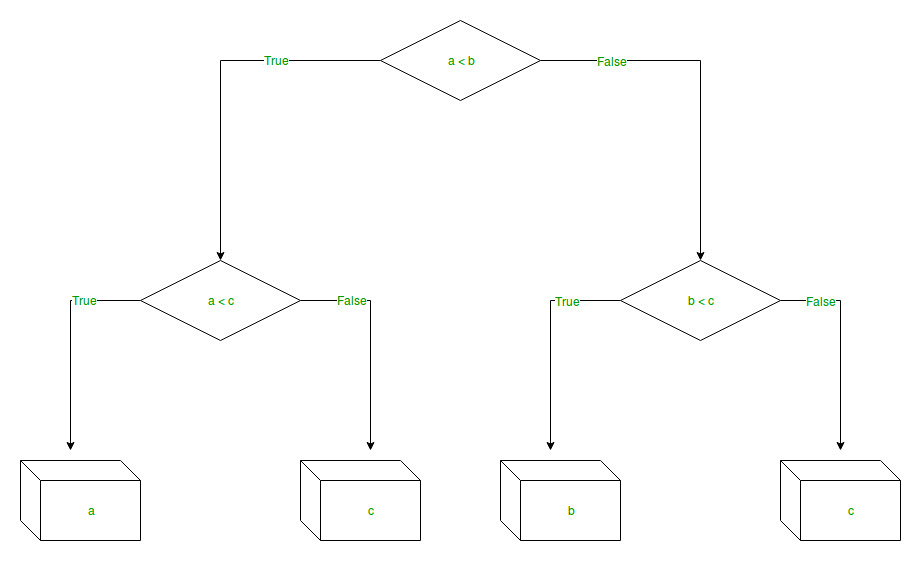 a < b
True
False
a < c
True
False
b < c
True
False
a
c
b
c